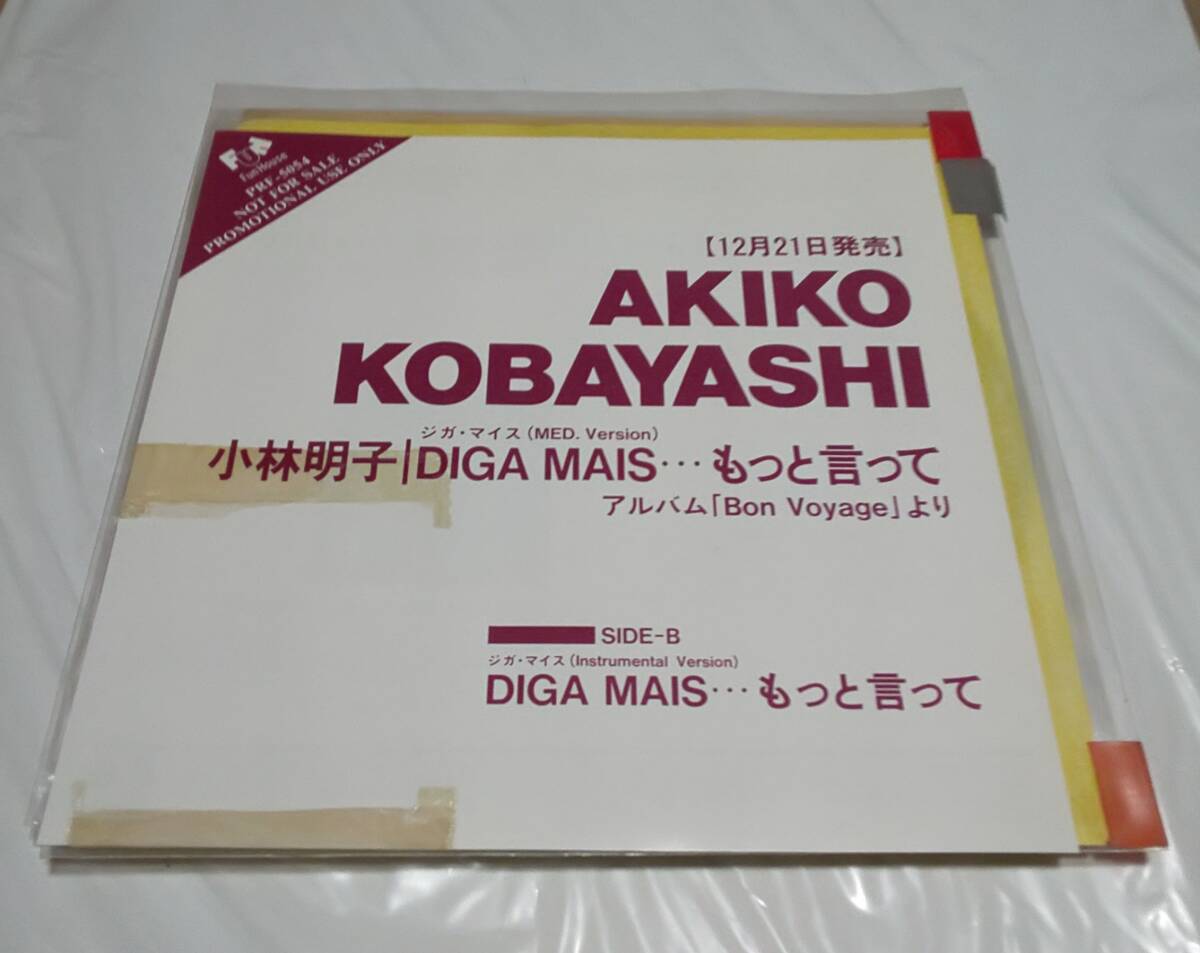 FUN
Fun House
PRF-5054
NOT FOR SALE
PROMOTIONAL USE ONLY
【12月21日発売】
AKIKO
KOBAYASHI
ジガ・マイス(MED. Version)
小林明子|DIGA MAIS…もっと言って
アルバム「Bon Voyage」より
SIDE-B
ジガ・マイス(Instrumental Version)
DIGA MAIS…もっと言って